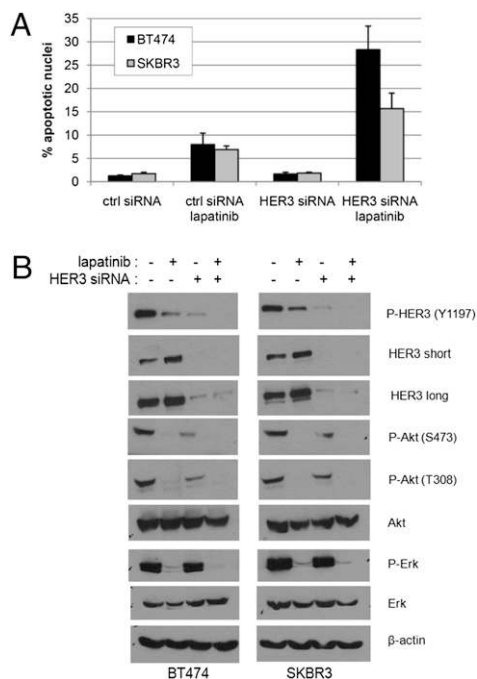 A
% apoptotic nuclei
35
30
25
20
15
10
5
0
BT474
SKBR3
ctrl siRNA
ctrl siRNA
lapatinib
HER3 siRNA
HER3 siRNA
lapatinib
B
lapatinib : - + - + - + - +
HER3 siRNA : - - + + - - + +
P-HER3 (Y1197)
HER3 short
HER3 long
P-Akt (S473)
P-Akt (T308)
Akt
P-Erk
Erk
β-actin
BT474 SKBR3